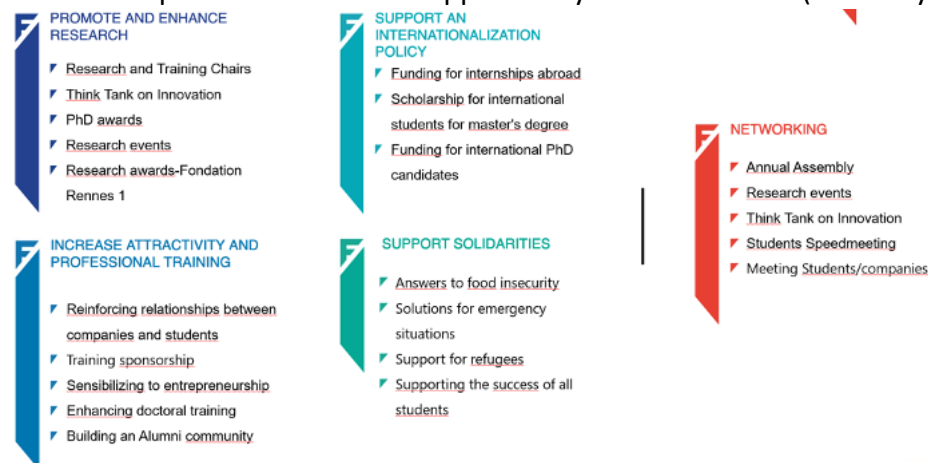 PROMOTE AND ENHANCE
RESEARCH
Research and Training Chairs
Think Tank on Innovation
PhD awards
Research events
Research awards-Fondation
Rennes 1
SUPPORT AN
INTERNATIONALIZATION
POLICY
Funding for internships abroad
Scholarship for international
students for master's degree
Funding for international PhD
candidates
INCREASE ATTRACTIVITY AND
PROFESSIONAL TRAINING
Reinforcing relationships between
companies and students
Training sponsorship
Sensibilizing to entrepreneurship
Enhancing doctoral training
Building an Alumni community
SUPPORT SOLIDARITIES
Answers to food insecurity
Solutions for emergency
situations
Support for refugees
Supporting the success of all
students
NETWORKING
Annual Assembly
Research events
Think Tank on Innovation
Students Speedmeeting
Meeting Students/companies